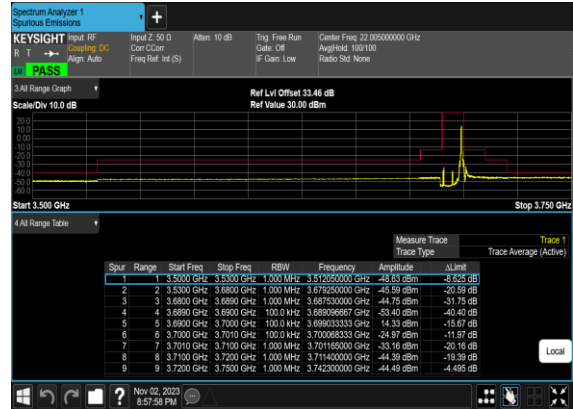 Spectrum Analyzer 1
Spurious Emissions
KEYSIGHT Input: RF Input Z: 50 Ω Atten: 10 dB Trig: Free Run Center Freq: 22.005000000 GHz
R T Coupling: DC Corr CCorr Gate: Off Avg|Hold: 100/100
Align: Auto Freq Ref: Int (S) IF Gain: Low Radio Std: None
PASS
3 All Range Graph
Ref Lvl Offset 33.46 dB
Scale/Div 10.0 dB Ref Value 30.00 dBm
20.0
10.0
0.00
-10.0
-20.0
-30.0
-40.0
-50.0
-60.0
Start 3.500 GHz Stop 3.750 GHz
4 All Range Table
Measure Trace Trace 1
Trace Type Trace Average (Active)
Spur Range Start Freq Stop Freq RBW Frequency Amplitude ΔLimit
1 1 3.5000 GHz 3.5300 GHz 1.000 MHz 3.512050000 GHz -48.63 dBm -8.625 dB
2 2 3.5300 GHz 3.6800 GHz 1.000 MHz 3.679250000 GHz -45.59 dBm -20.59 dB
3 3 3.6800 GHz 3.6890 GHz 1.000 MHz 3.687530000 GHz -44.75 dBm -31.75 dB
4 4 3.6890 GHz 3.6900 GHz 100.0 kHz 3.689096667 GHz -53.40 dBm -40.40 dB
5 5 3.6900 GHz 3.7000 GHz 100.0 kHz 3.699033333 GHz 14.33 dBm -15.67 dB
6 6 3.7000 GHz 3.7010 GHz 100.0 kHz 3.700068333 GHz -24.97 dBm -11.97 dB
7 7 3.7010 GHz 3.7100 GHz 1.000 MHz 3.701165000 GHz -33.16 dBm -20.16 dB
8 8 3.7100 GHz 3.7200 GHz 1.000 MHz 3.711400000 GHz -44.39 dBm -19.39 dB
9 9 3.7200 GHz 3.7500 GHz 1.000 MHz 3.742300000 GHz -44.49 dBm -4.495 dB
Local
Nov 02, 2023
8:57:58 PM